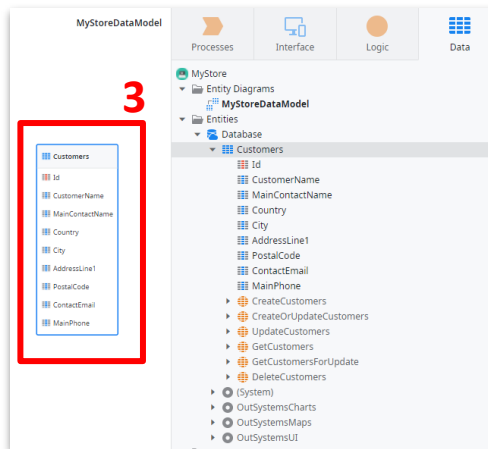 MyStoreDataModel
3
Customers
Id
CustomerName
MainContactName
Country
City
AddressLine1
PostalCode
ContactEmail
MainPhone
Processes
Interface
Logic
Data
MyStore
Entity Diagrams
MyStoreDataModel
Entities
Database
Customers
Id
CustomerName
MainContactName
Country
City
AddressLine1
PostalCode
ContactEmail
MainPhone
CreateCustomers
CreateOrUpdateCustomers
UpdateCustomers
GetCustomers
GetCustomersForUpdate
DeleteCustomers
(System)
OutSystemsCharts
OutSystemsMaps
OutSystemsUI